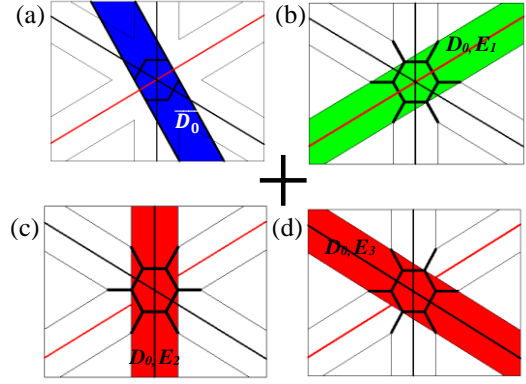 (a)
(b)
D₀, E₁
D̅₀
(c)
(d)
D₀, E₃
D₀, E₂